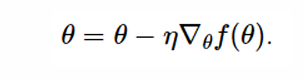 θ = θ − η∇_θ f(θ).